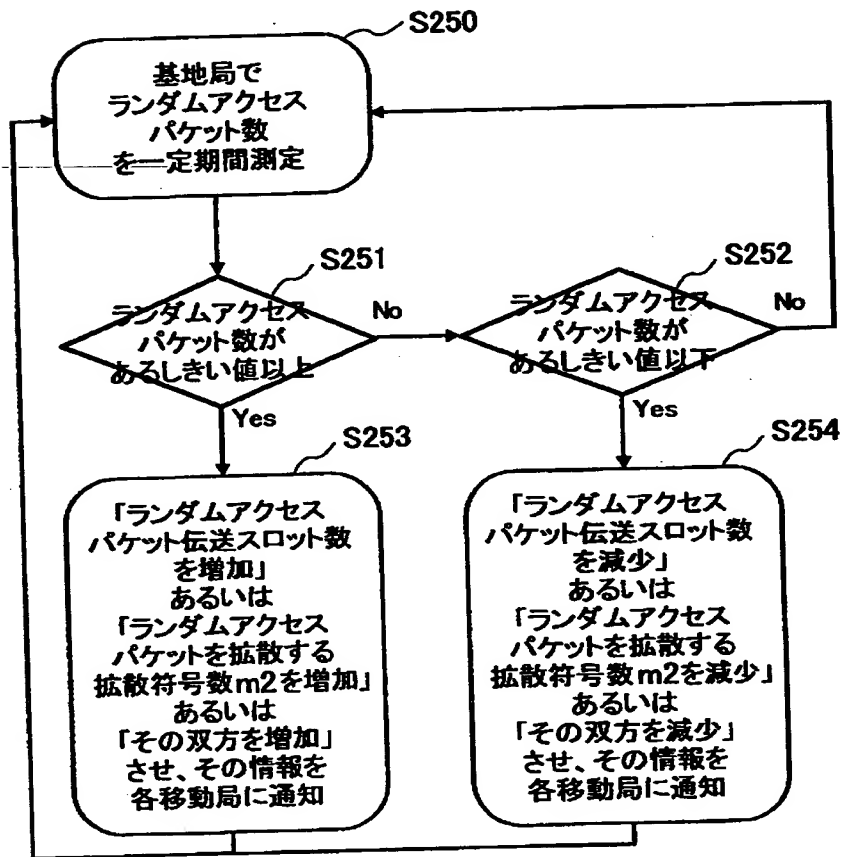 S250
基地局で
ランダムアクセス
パケット数
を一定期間測定
S251
ランダムアクセス
パケット数が
あるしきい値以上
No
Yes
S252
ランダムアクセス
パケット数が
あるしきい値以下
No
Yes
S253
「ランダムアクセス
パケット伝送スロット数
を増加」
あるいは
「ランダムアクセス
パケットを拡散する
拡散符号数m2を増加」
あるいは
「その双方を増加」
させ、その情報を
各移動局に通知
S254
「ランダムアクセス
パケット伝送スロット数
を減少」
あるいは
「ランダムアクセス
パケットを拡散する
拡散符号数m2を減少」
あるいは
「その双方を減少」
させ、その情報を
各移動局に通知